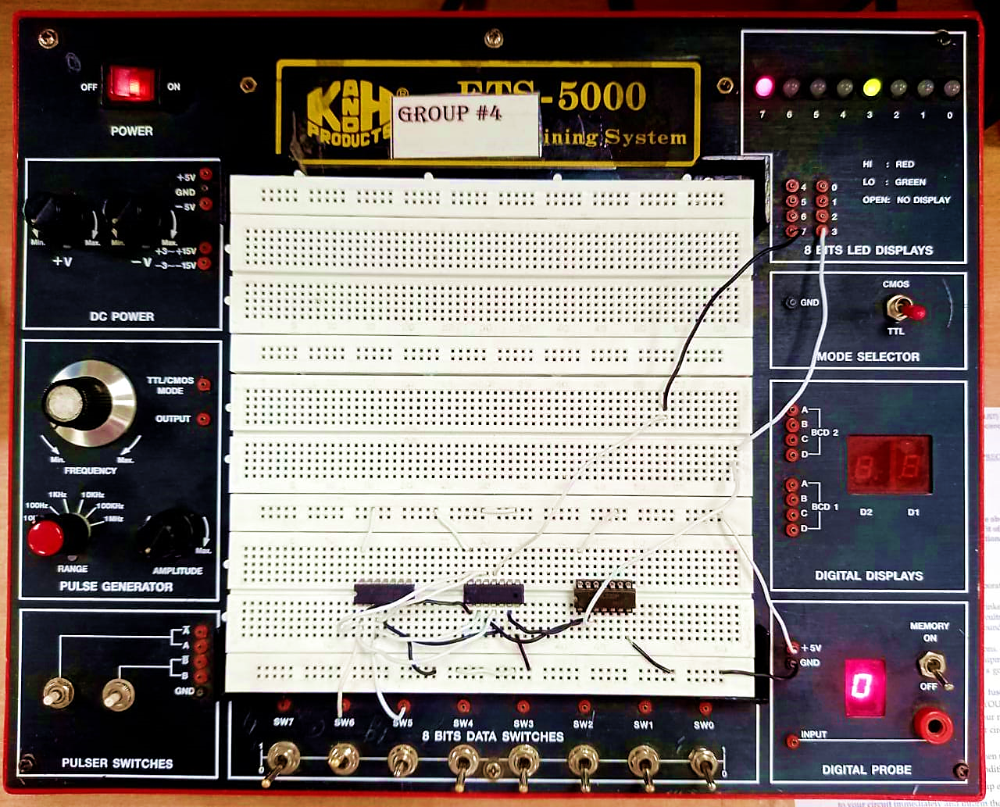 OFF
ON
POWER
K AND H ®
PRODUCTS
ETS-5000
GROUP #4
ining System
7 6 5 4 3 2 1 0
HI : RED
LO : GREEN
OPEN: NO DISPLAY
4 0
5 1
6 2
7 3
8 BITS LED DISPLAYS
+5V
GND
-5V
Min. Max. Min. Max.
+V -V
+3~+15V
-3~-15V
DC POWER
CMOS
GND
TTL
MODE SELECTOR
TTL/CMOS
MODE
OUTPUT
Min. Max.
FREQUENCY
1KHz 10KHz
100Hz 100KHz
1MHz
Max.
RANGE
AMPLITUDE
PULSE GENERATOR
A
B
C
D
BCD 2
A
B
C
D
BCD 1
D2 D1
DIGITAL DISPLAYS
A
A
B
B
GND
PULSER SWITCHES
SW7 SW6 SW5 SW4 SW3 SW2 SW1 SW0
8 BITS DATA SWITCHES
1 1
0 0
+5V
GND
MEMORY
ON
OFF
0
INPUT
DIGITAL PROBE